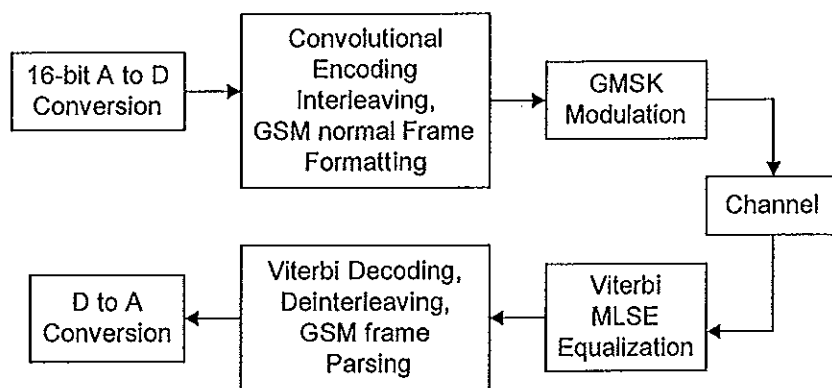 16-bit A to D
Conversion
Convolutional
Encoding
Interleaving,
GSM normal Frame
Formatting
GMSK
Modulation
Channel
Viterbi
MLSE
Equalization
Viterbi Decoding,
Deinterleaving,
GSM frame
Parsing
D to A
Conversion